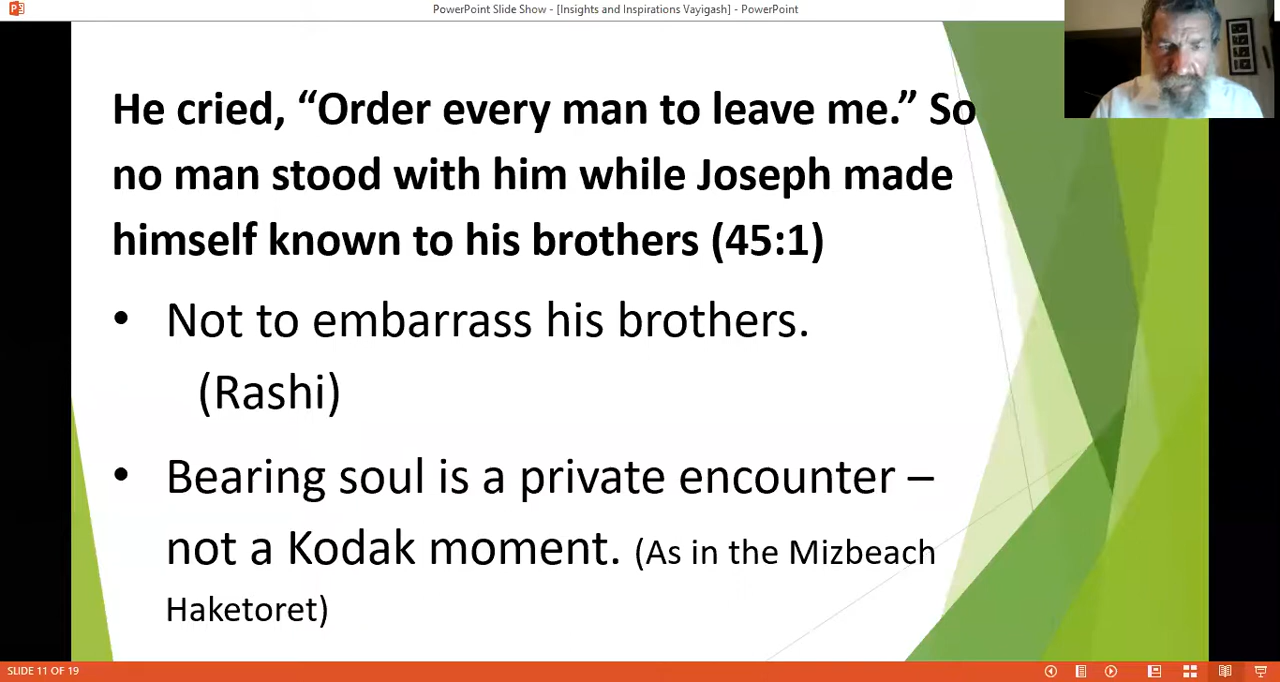 PowerPoint Slide Show - [Insights and Inspirations Vayigash] - PowerPoint
He cried, “Order every man to leave me.” So
no man stood with him while Joseph made
himself known to his brothers (45:1)
• Not to embarrass his brothers.
(Rashi)
• Bearing soul is a private encounter –
not a Kodak moment. (As in the Mizbeach
Haketoret)
SLIDE 11 OF 19